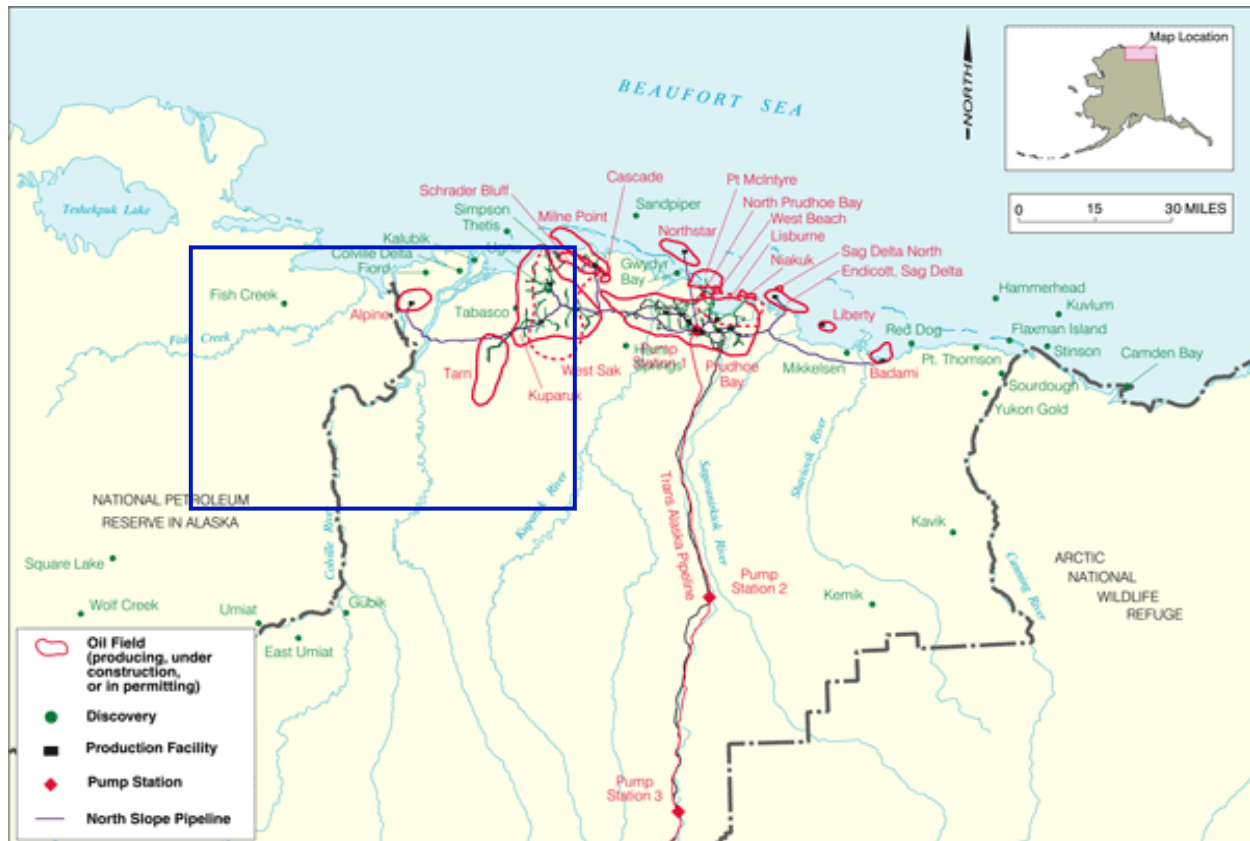 Map Location
BEAUFORT SEA
NORTH
0 15 30 MILES
Teshekpuk Lake
Schrader Bluff
Cascade
Pt McIntyre
Simpson
Thetis
Milne Point
Sandpiper
North Prudhoe Bay
West Beach
Kalubik
Ugnu
Northstar
Lisburne
Colville Delta
Fiord
Gwydyr
Bay
Niakuk
Sag Delta North
Endicott, Sag Delta
Fish Creek
Hammerhead
Kuvlum
Alpine
Tabasco
Liberty
Red Dog
Flaxman Island
Fish Creek
Stinson
Tarn
West Sak
Pump
Station 1
Springs
Prudhoe
Bay
Mikkelsen
Badami
Pt. Thomson
Camden Bay
Kuparuk
Sourdough
Yukon Gold
NATIONAL PETROLEUM
RESERVE IN ALASKA
Colville River
Kuparuk River
Trans Alaska Pipeline
Sagavanirktok River
Shaviovik River
Kavik
Canning River
ARCTIC
NATIONAL
WILDLIFE
REFUGE
Square Lake
Wolf Creek
Umiat
Gubik
East Umiat
Pump
Station 2
Kemik
Pump
Station 3
Oil Field
(producing, under
construction,
or in permitting)
Discovery
Production Facility
Pump Station
North Slope Pipeline